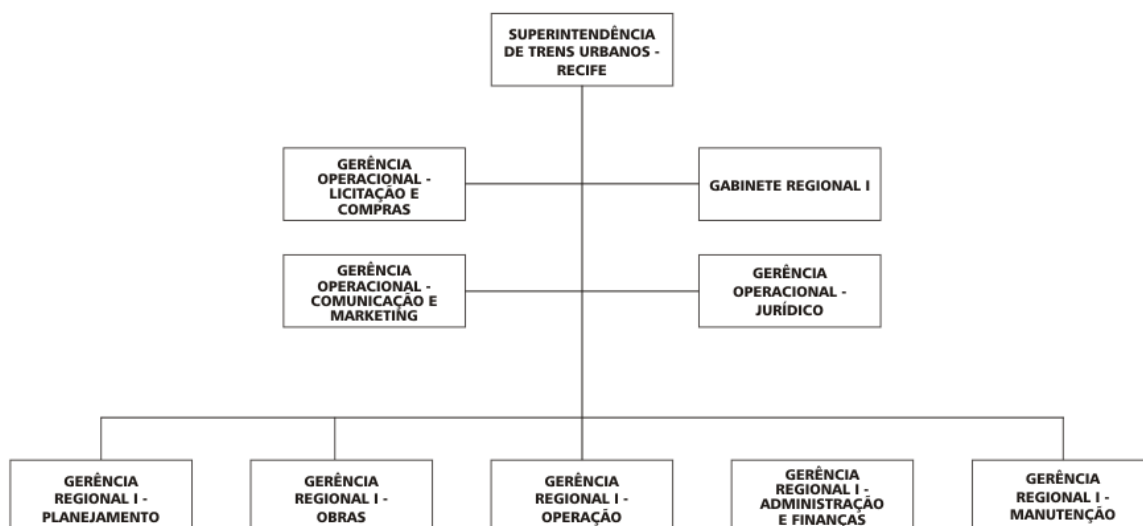 SUPERINTENDÊNCIA
DE TRENS URBANOS -
RECIFE
GERÊNCIA
OPERACIONAL -
LICITAÇÃO E
COMPRAS
GABINETE REGIONAL I
GERÊNCIA
OPERACIONAL -
COMUNICAÇÃO E
MARKETING
GERÊNCIA
OPERACIONAL -
JURÍDICO
GERÊNCIA
REGIONAL I -
PLANEJAMENTO
GERÊNCIA
REGIONAL I -
OBRAS
GERÊNCIA
REGIONAL I -
OPERAÇÃO
GERÊNCIA
REGIONAL I -
ADMINISTRAÇÃO
E FINANÇAS
GERÊNCIA
REGIONAL I -
MANUTENÇÃO